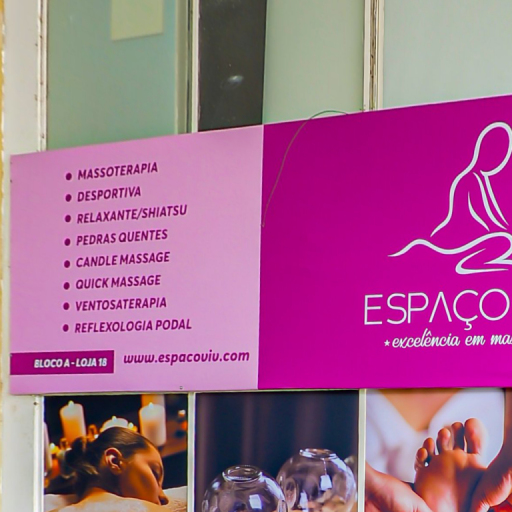 • MASSOTERAPIA
• DESPORTIVA
• RELAXANTE/SHIATSU
• PEDRAS QUENTES
• CANDLE MASSAGE
• QUICK MASSAGE
• VENTOSATERAPIA
• REFLEXOLOGIA PODAL
BLOCO A - LOJA 18 www.espacoviu.com
ESPAÇO
★ excelência em